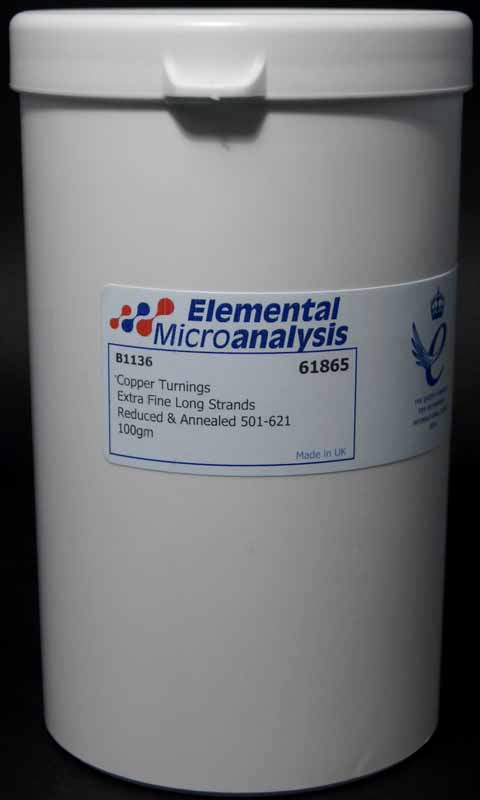 Elemental
Microanalysis
B1136 61865
Copper Turnings
Extra Fine Long Strands
Reduced & Annealed 501-621
100gm
Made in UK